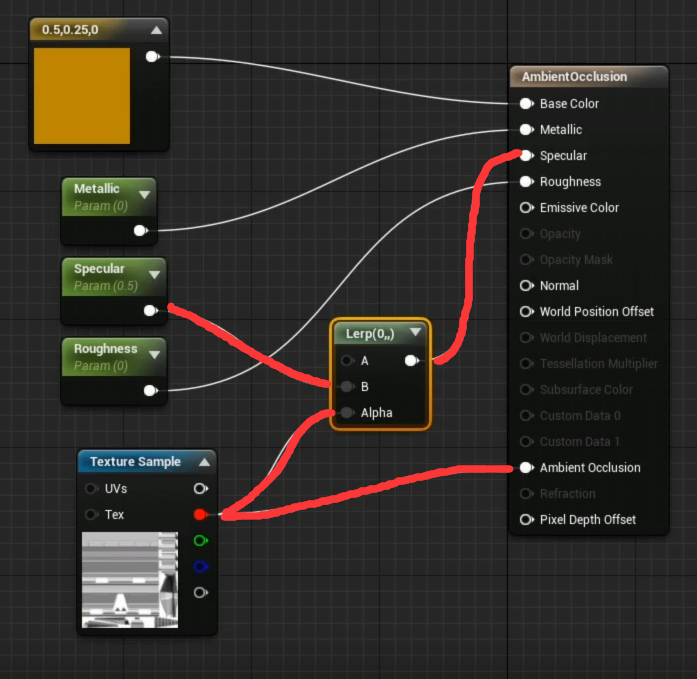 0.5,0.25,0
Metallic
Param (0)
Specular
Param (0.5)
Roughness
Param (0)
Lerp(0,,)
A
B
Alpha
Texture Sample
UVs
Tex
AmbientOcclusion
Base Color
Metallic
Specular
Roughness
Emissive Color
Opacity
Opacity Mask
Normal
World Position Offset
World Displacement
Tessellation Multiplier
Subsurface Color
Custom Data 0
Custom Data 1
Ambient Occlusion
Refraction
Pixel Depth Offset